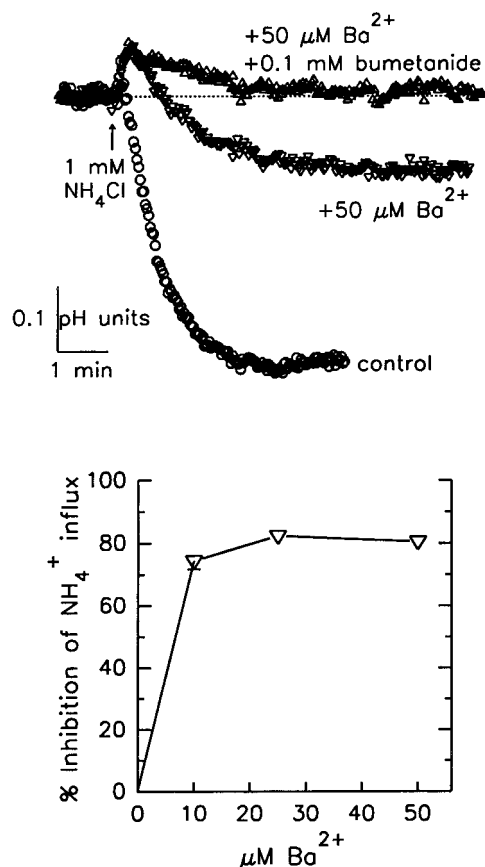 +50 μM Ba²⁺
+0.1 mM bumetanide
1 mM
NH₄Cl
+50 μM Ba²⁺
0.1 pH units
1 min
control
% Inhibition of NH₄⁺ influx
100
80
60
40
20
0
0 10 20 30 40 50
μM Ba²⁺